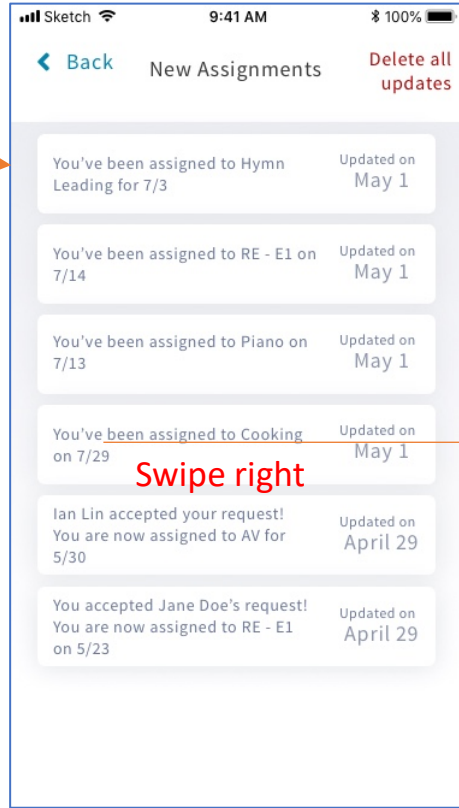 Sketch 9:41 AM 100%
Back New Assignments Delete all
updates
You've been assigned to Hymn
Leading for 7/3
Updated on
May 1
You've been assigned to RE - E1 on
7/14
Updated on
May 1
You've been assigned to Piano on
7/13
Updated on
May 1
You've been assigned to Cooking
on 7/29
Updated on
May 1
Swipe right
Ian Lin accepted your request!
You are now assigned to AV for
5/30
Updated on
April 29
You accepted Jane Doe's request!
You are now assigned to RE - E1
on 5/23
Updated on
April 29